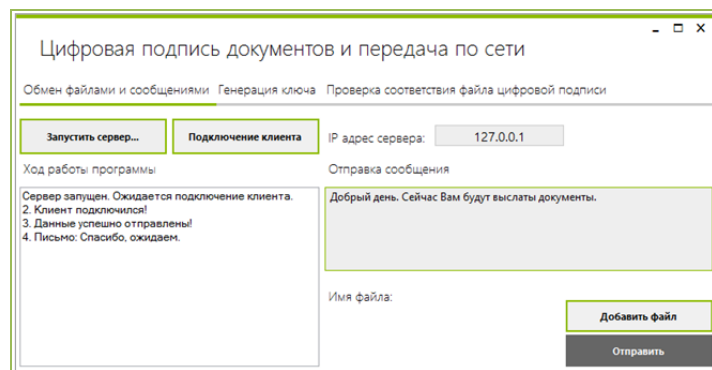 Цифровая подпись документов и передача по сети
Обмен файлами и сообщениями Генерация ключа Проверка соответствия файла цифровой подписи
Запустить сервер... Подключение клиента IP адрес сервера: 127.0.0.1
Ход работы программы Отправка сообщения
Сервер запущен. Ожидается подключение клиента.
2. Клиент подключился!
3. Данные успешно отправлены!
4. Письмо: Спасибо, ожидаем.
Добрый день. Сейчас Вам будут выслаты документы.
Имя файла:
Добавить файл
Отправить